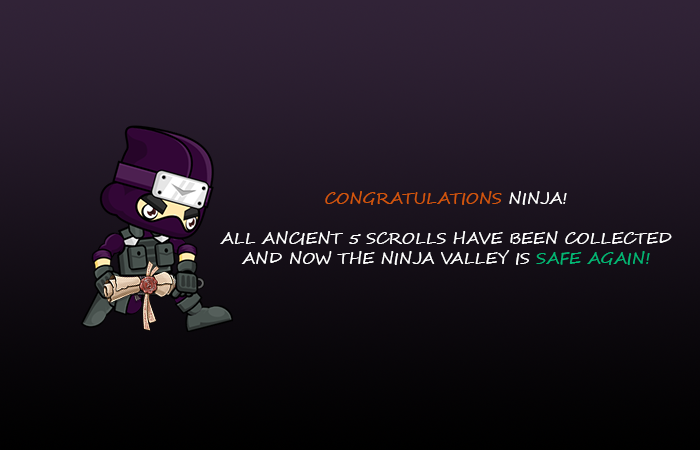 CONGRATULATIONS NINJA!
ALL ANCIENT 5 SCROLLS HAVE BEEN COLLECTED
AND NOW THE NINJA VALLEY IS SAFE AGAIN!